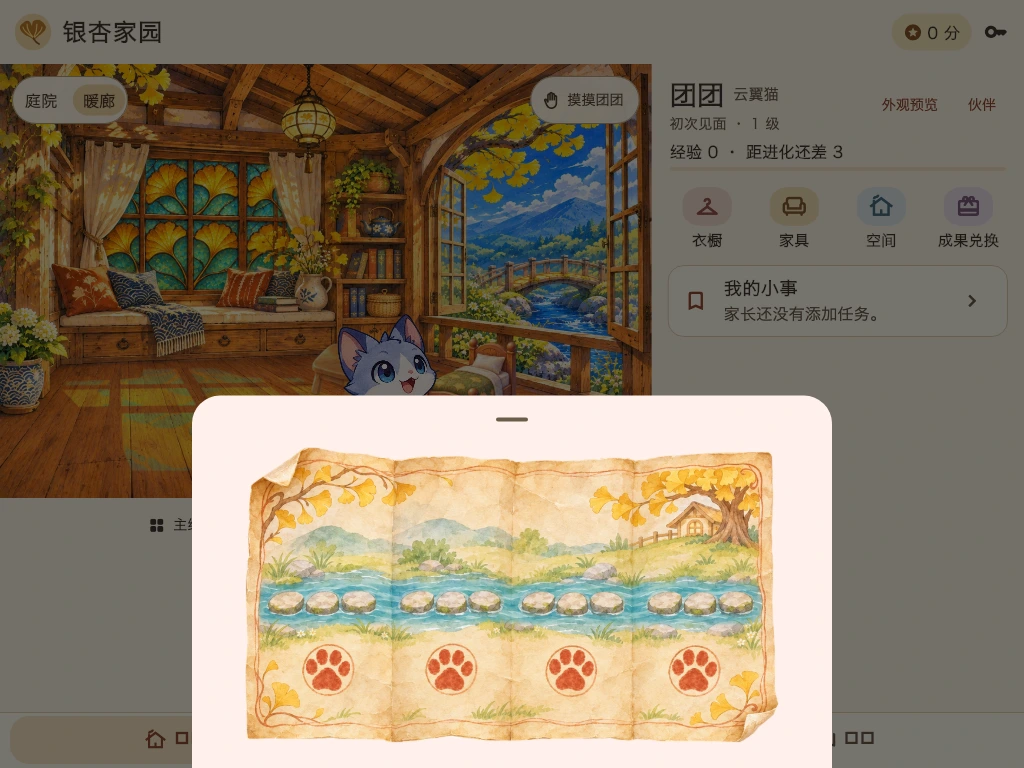 银杏家园
0 分
庭院 暖廊
摸摸团团
团团 云翼猫
外观预览 伙伴
初次见面 · 1 级
经验 0 · 距进化还差 3
衣橱 家具 空间 成果兑换
我的小事
家长还没有添加任务。